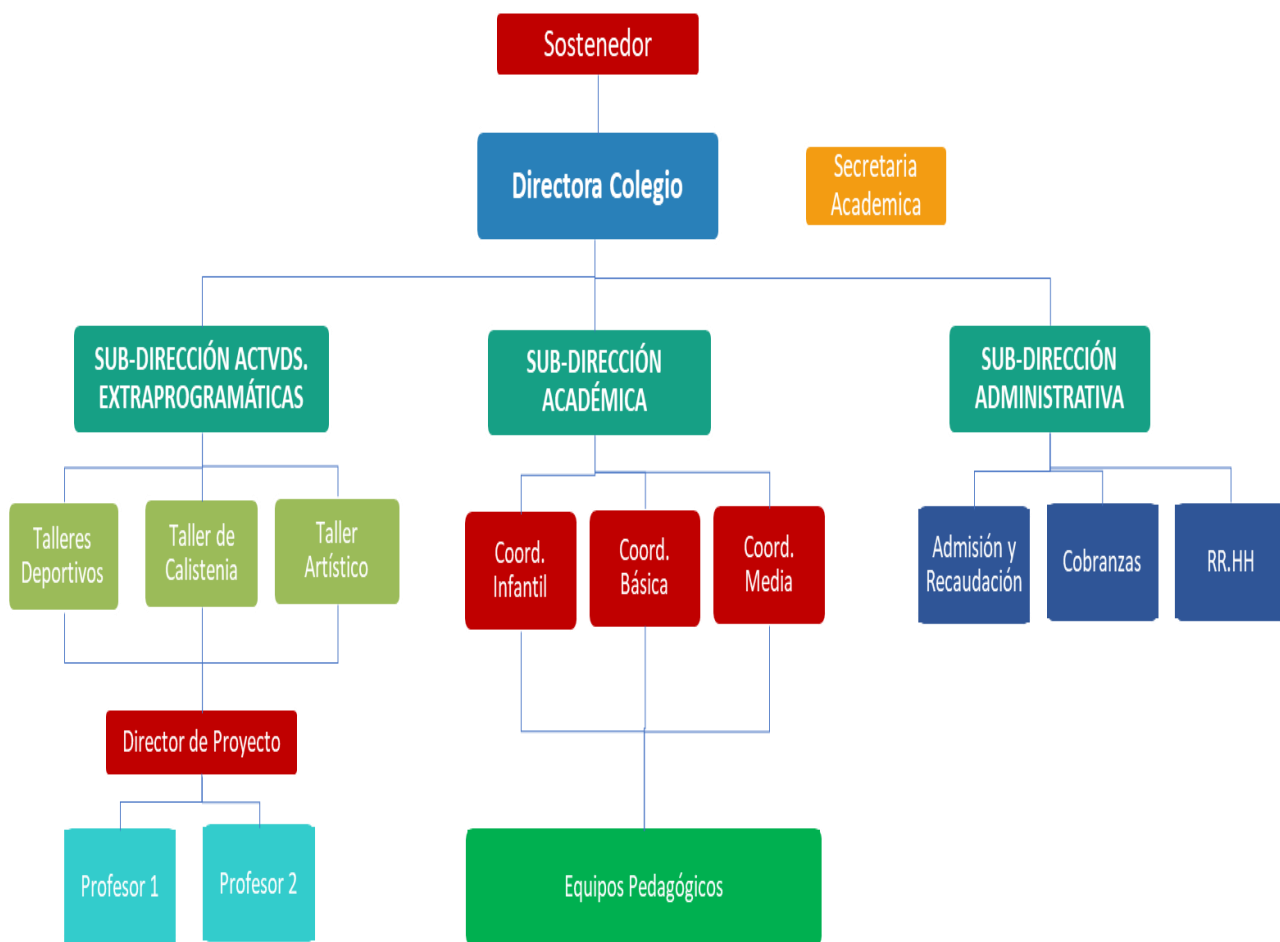 Sostenedor
Directora Colegio
Secretaria
Academica
SUB-DIRECCIÓN ACTVDS.
EXTRAPROGRAMÁTICAS
SUB-DIRECCIÓN
ACADÉMICA
SUB-DIRECCIÓN
ADMINISTRATIVA
Talleres
Deportivos
Taller de
Calistenia
Taller
Artístico
Coord.
Infantil
Coord.
Básica
Coord.
Media
Admisión y
Recaudación
Cobranzas
RR.HH
Director de Proyecto
Profesor 1
Profesor 2
Equipos Pedagógicos